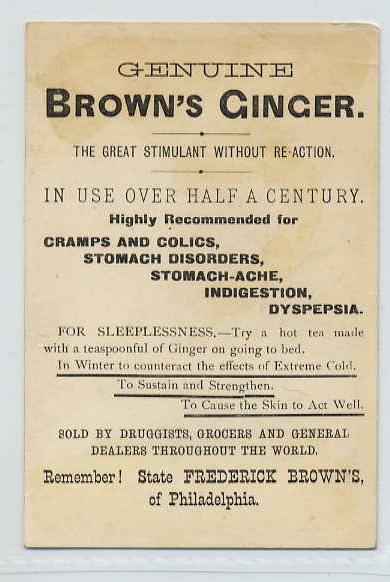 GENUINE
BROWN'S GINGER.
THE GREAT STIMULANT WITHOUT RE-ACTION.
IN USE OVER HALF A CENTURY.
Highly Recommended for
CRAMPS AND COLICS,
STOMACH DISORDERS,
STOMACH-ACHE,
INDIGESTION,
DYSPEPSIA.
FOR SLEEPLESSNESS.—Try a hot tea made
with a teaspoonful of Ginger on going to bed.
In Winter to counteract the effects of Extreme Cold.
To Sustain and Strengthen.
To Cause the Skin to Act Well.
SOLD BY DRUGGISTS, GROCERS AND GENERAL
DEALERS THROUGHOUT THE WORLD.
Remember! State FREDERICK BROWN'S,
of Philadelphia.